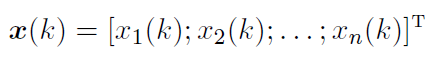 x(k) = [x₁(k); x₂(k); . . . ; xₙ(k)]ᵀ